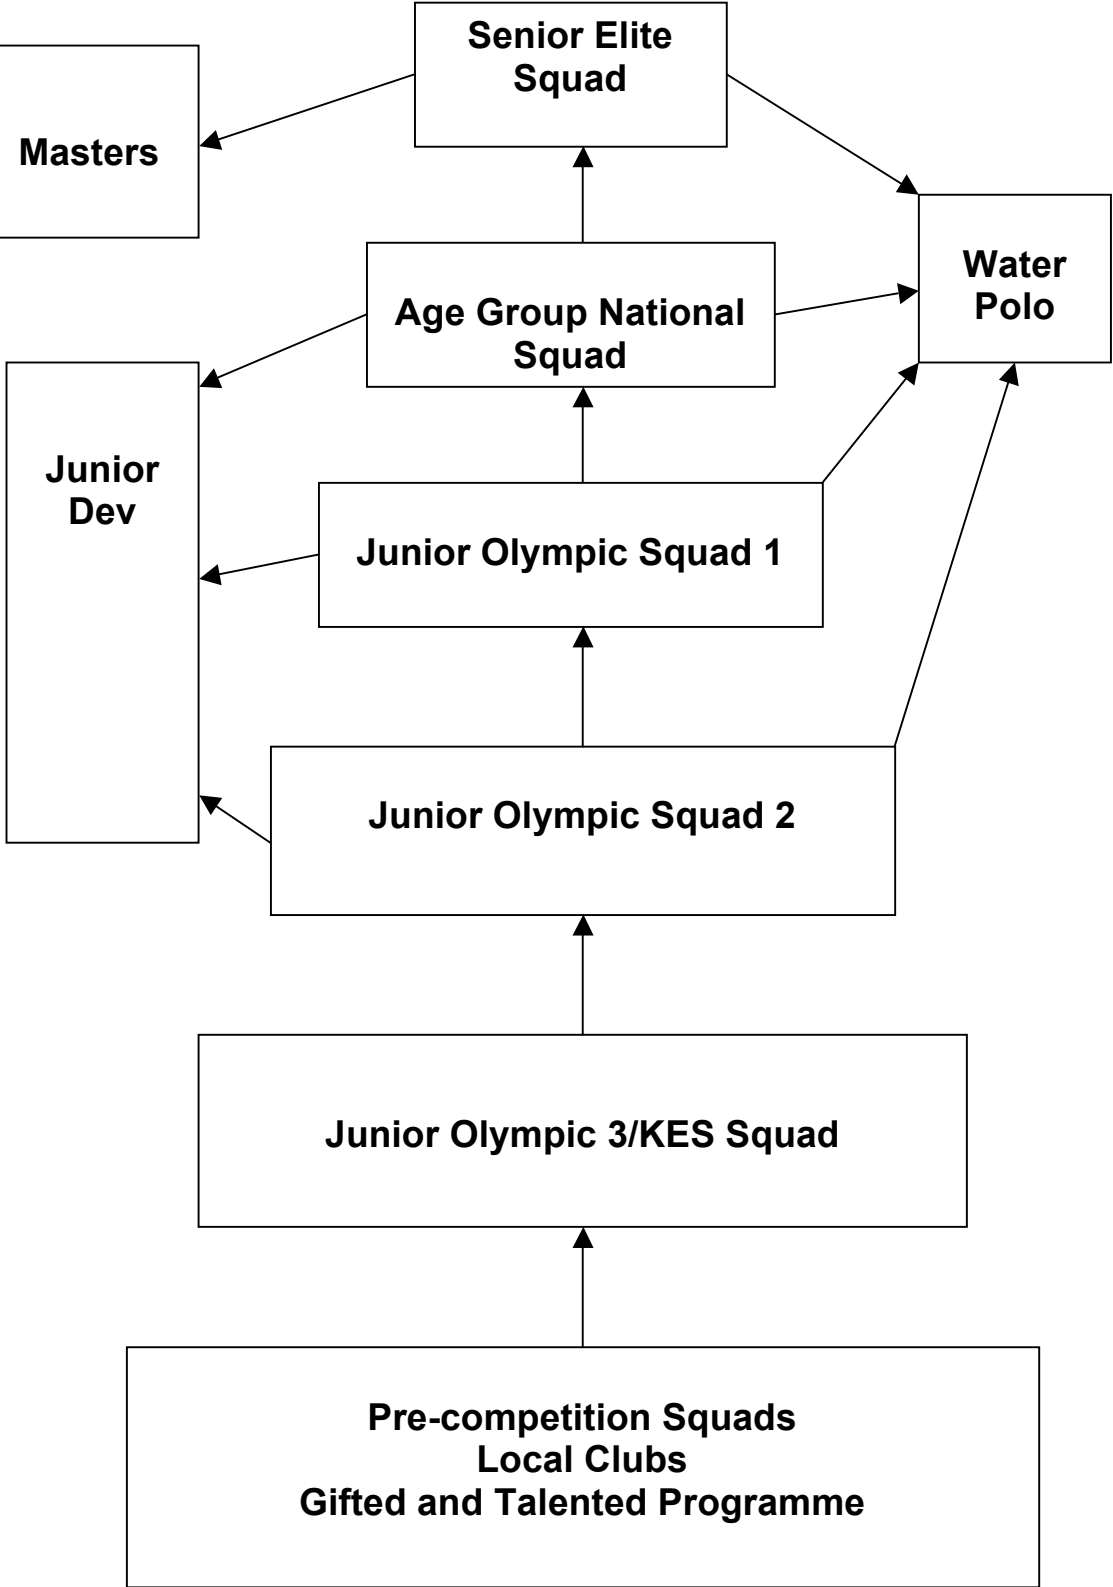 Senior Elite
Squad
Masters
Water
Polo
Age Group National
Squad
Junior
Dev
Junior Olympic Squad 1
Junior Olympic Squad 2
Junior Olympic 3/KES Squad
Pre-competition Squads
Local Clubs
Gifted and Talented Programme